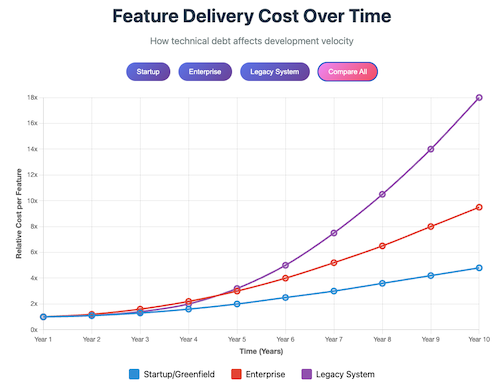 Feature Delivery Cost Over Time
How technical debt affects development velocity
Startup Enterprise Legacy System Compare All
18x
16x
14x
12x
10x
8x
6x
4x
2x
0x
Relative Cost per Feature
Year 1 Year 2 Year 3 Year 4 Year 5 Year 6 Year 7 Year 8 Year 9 Year 10
Time (Years)
Startup/Greenfield Enterprise Legacy System